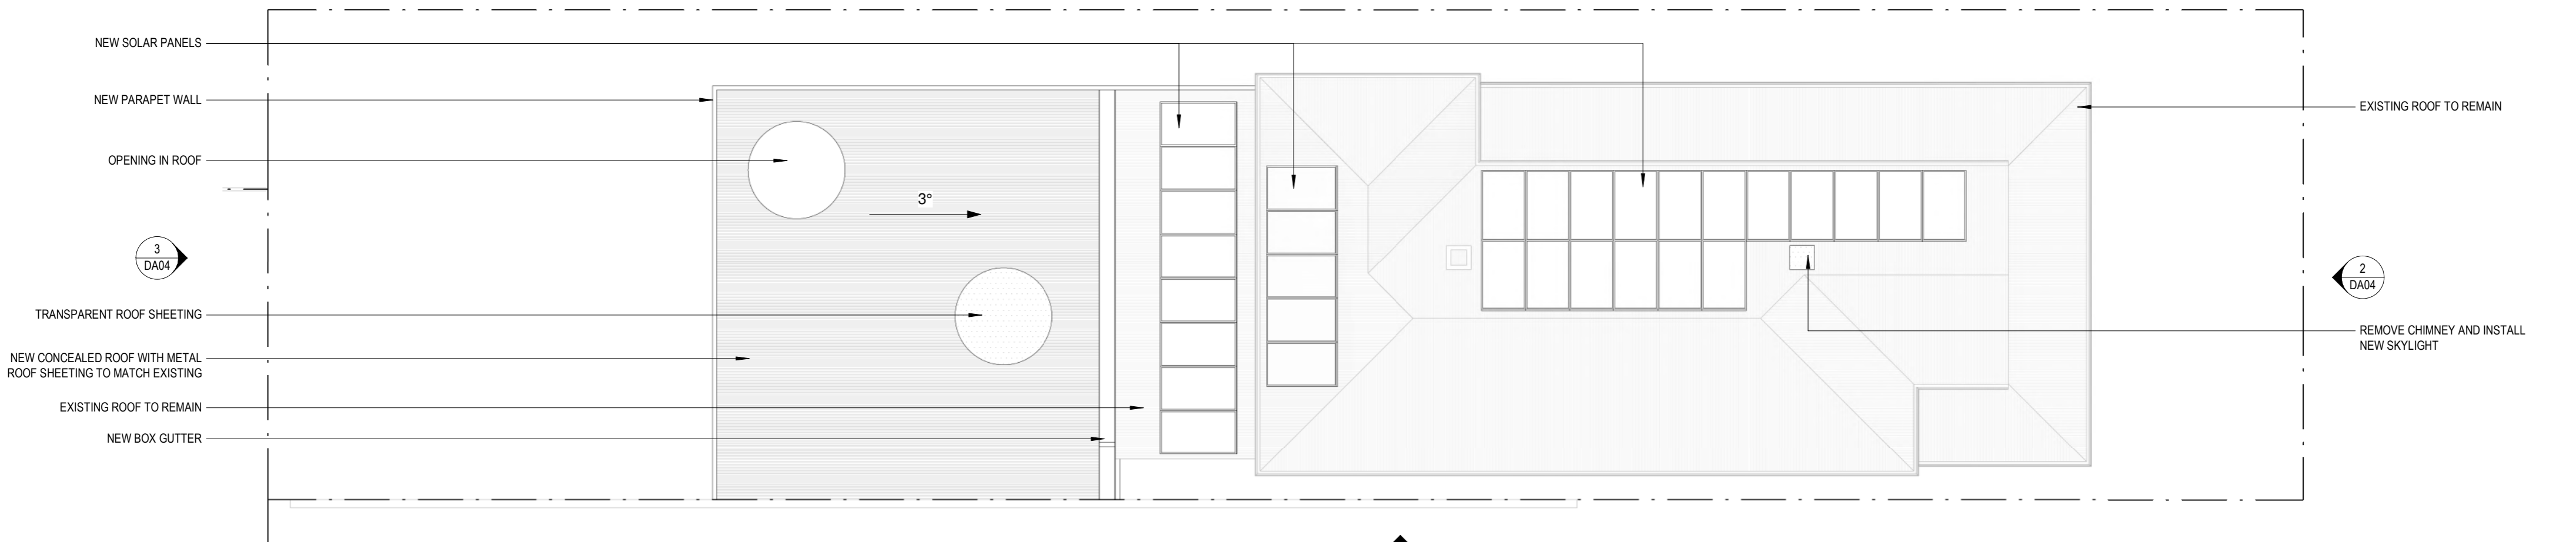 NEW SOLAR PANELS
NEW PARAPET WALL
EXISTING ROOF TO REMAIN
OPENING IN ROOF
3°
3
DA04
2
DA04
TRANSPARENT ROOF SHEETING
REMOVE CHIMNEY AND INSTALL
NEW SKYLIGHT
NEW CONCEALED ROOF WITH METAL
ROOF SHEETING TO MATCH EXISTING
EXISTING ROOF TO REMAIN
NEW BOX GUTTER